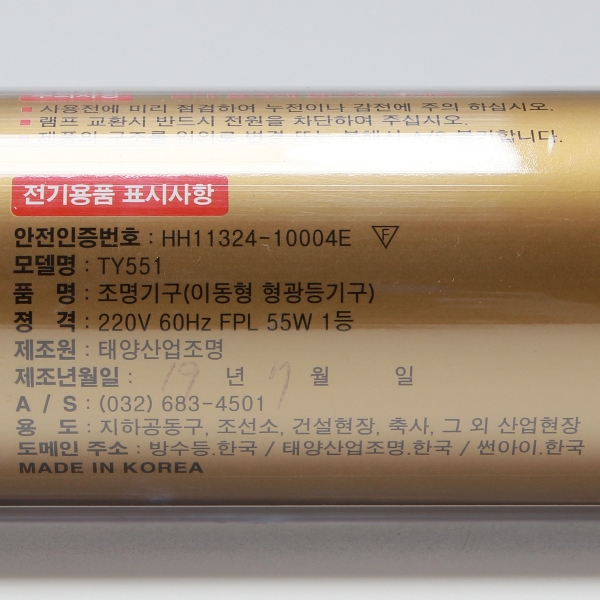 사용전에 미리 점검하여 누전이나 감전에 주의 하십시오.
램프 교환시 반드시 전원을 차단하여 주십시오.
전기용품 표시사항
안전인증번호 : HH11324-10004E F
모델명 : TY551
품 명 : 조명기구(이동형 형광등기구)
정 격 : 220V 60Hz FPL 55W 1등
제조원 : 태양산업조명
제조년월일 : 19 년 7 월 일
A / S : (032) 683-4501
용 도 : 지하공동구, 조선소, 건설현장, 축사, 그 외 산업현장
도메인 주소 : 방수등.한국 / 태양산업조명.한국 / 썬아이.한국
MADE IN KOREA